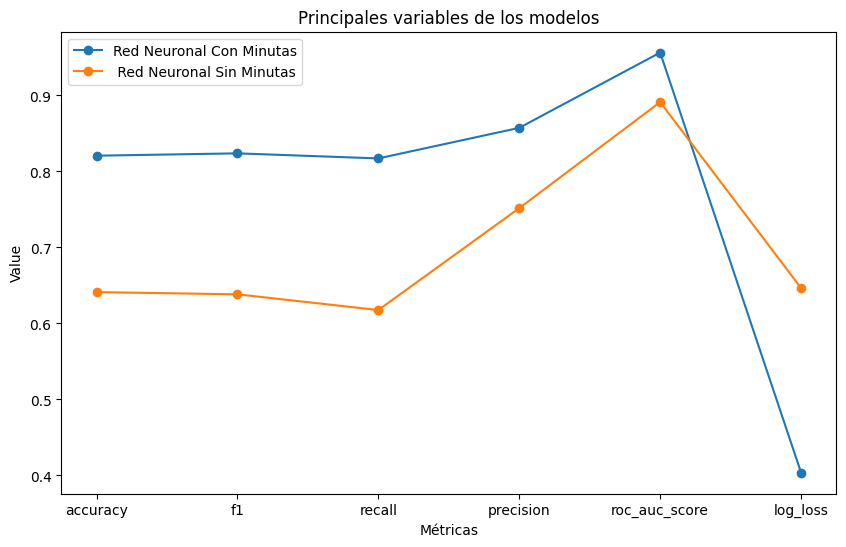 Principales variables de los modelos
Red Neuronal Con Minutas
Red Neuronal Sin Minutas
Value
0.9
0.8
0.7
0.6
0.5
0.4
accuracy f1 recall precision roc_auc_score log_loss
Métricas